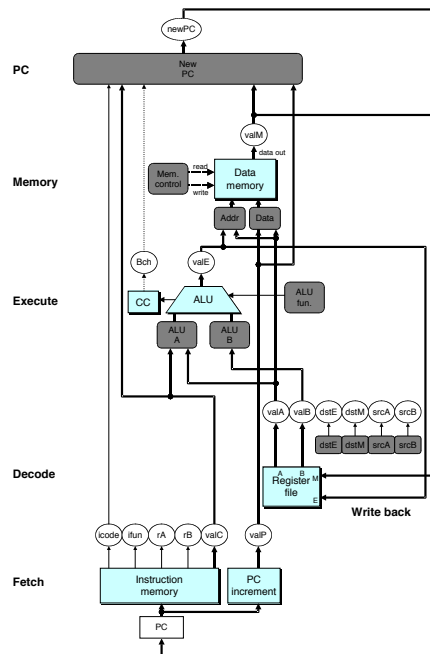 newPC
PC
New
PC
valM
data out
Memory
Mem.
control
read
write
Data
memory
Addr
Data
Bch
valE
Execute
CC
ALU
ALU
fun.
ALU
A
ALU
B
valA
valB
dstE
dstM
srcA
srcB
dstE
dstM
srcA
srcB
Decode
A
B
Register
file
M
E
Write back
icode
ifun
rA
rB
valC
valP
Fetch
Instruction
memory
PC
increment
PC